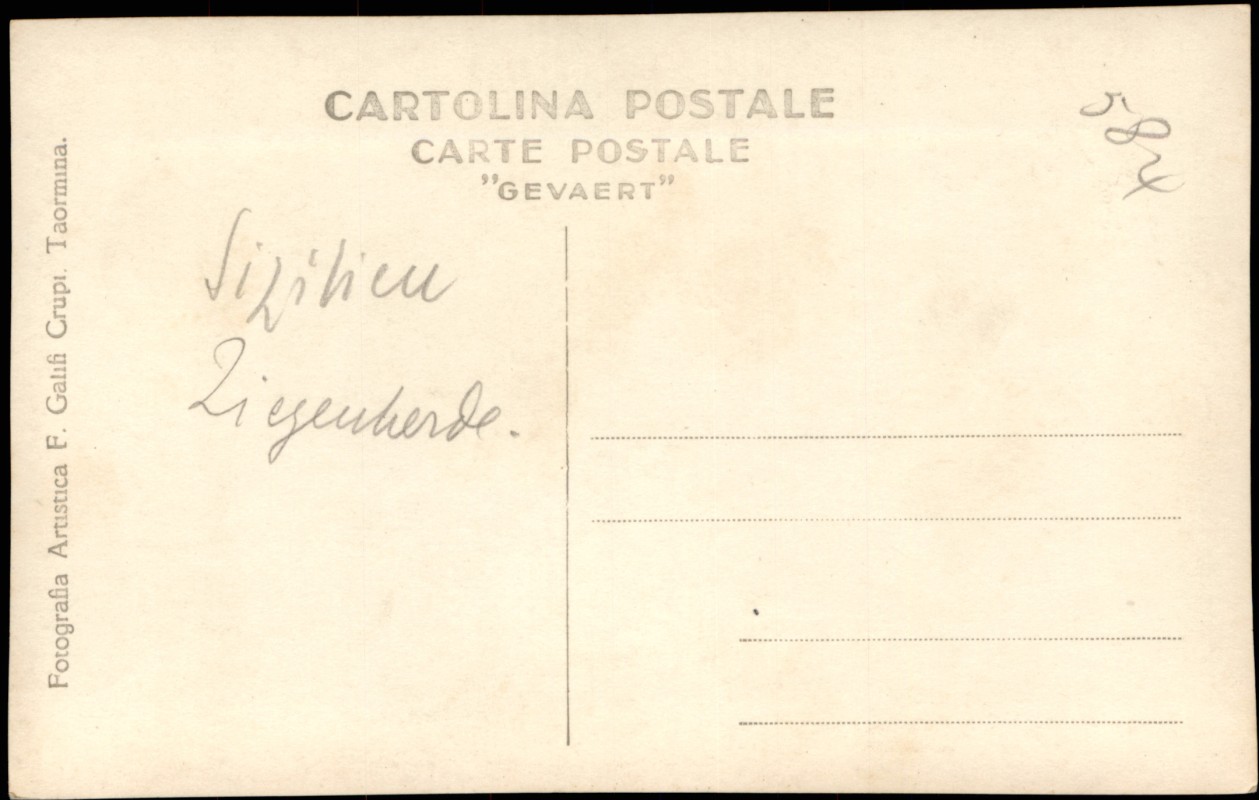 CARTOLINA POSTALE
CARTE POSTALE
”GEVAERT”
Sizilien
Ziegenherde.
Fotografia Artistica F. Galifi Crupi. Taormina.